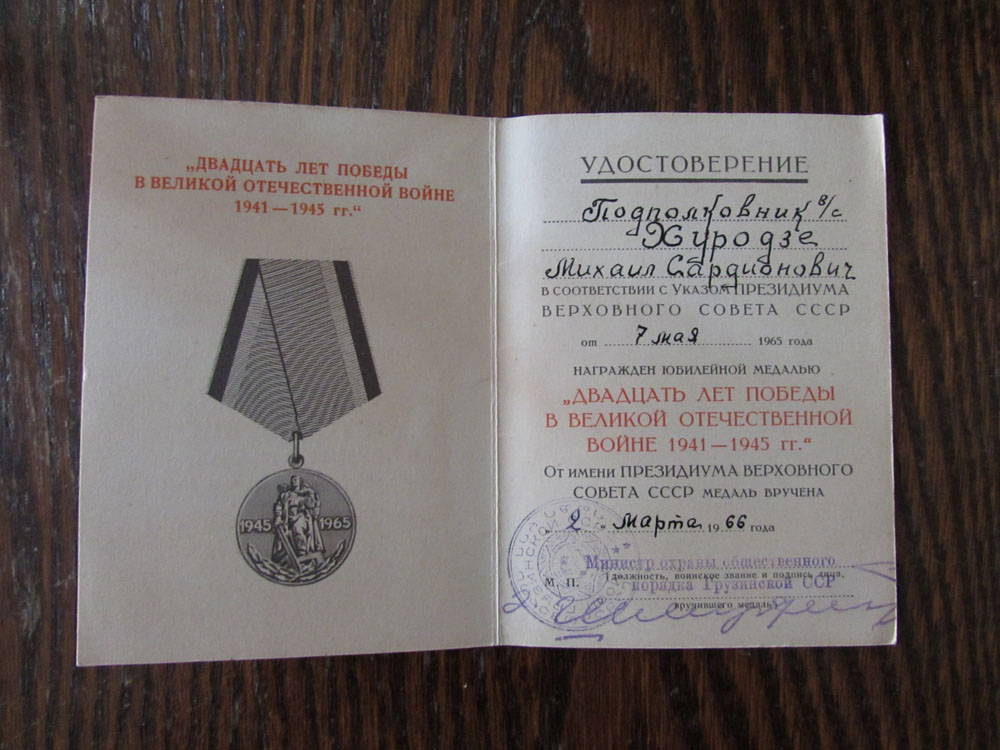 „ДВАДЦАТЬ ЛЕТ ПОБЕДЫ
В ВЕЛИКОЙ ОТЕЧЕСТВЕННОЙ ВОЙНЕ
1941—1945 гг.“
1945 1965
УДОСТОВЕРЕНИЕ
Подполковник в/с
Хуродзе
Михаил Сардионович
В СООТВЕТСТВИИ С УКАЗОМ ПРЕЗИДИУМА
ВЕРХОВНОГО СОВЕТА СССР
от 7 мая 1965 года
НАГРАЖДЕН ЮБИЛЕЙНОЙ МЕДАЛЬЮ
„ДВАДЦАТЬ ЛЕТ ПОБЕДЫ
В ВЕЛИКОЙ ОТЕЧЕСТВЕННОЙ
ВОЙНЕ 1941—1945 гг.“
От имени ПРЕЗИДИУМА ВЕРХОВНОГО
СОВЕТА СССР МЕДАЛЬ ВРУЧЕНА
„2“ Марта 1966 года
Министр охраны общественного
М. П. (должность, воинское звание и подпись лица,
порядка Грузинской ССР
вручившего медаль)